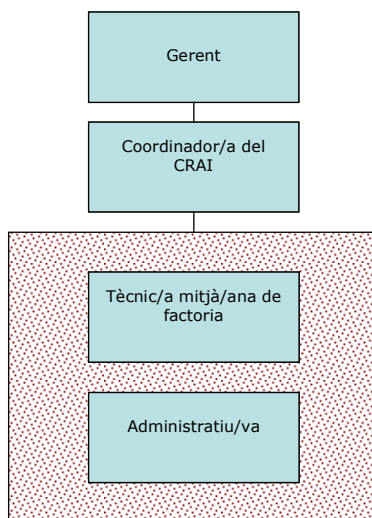 Gerent
Coordinador/a del
CRAI
Tècnic/a mitjà/ana de
factoria
Administratiu/va